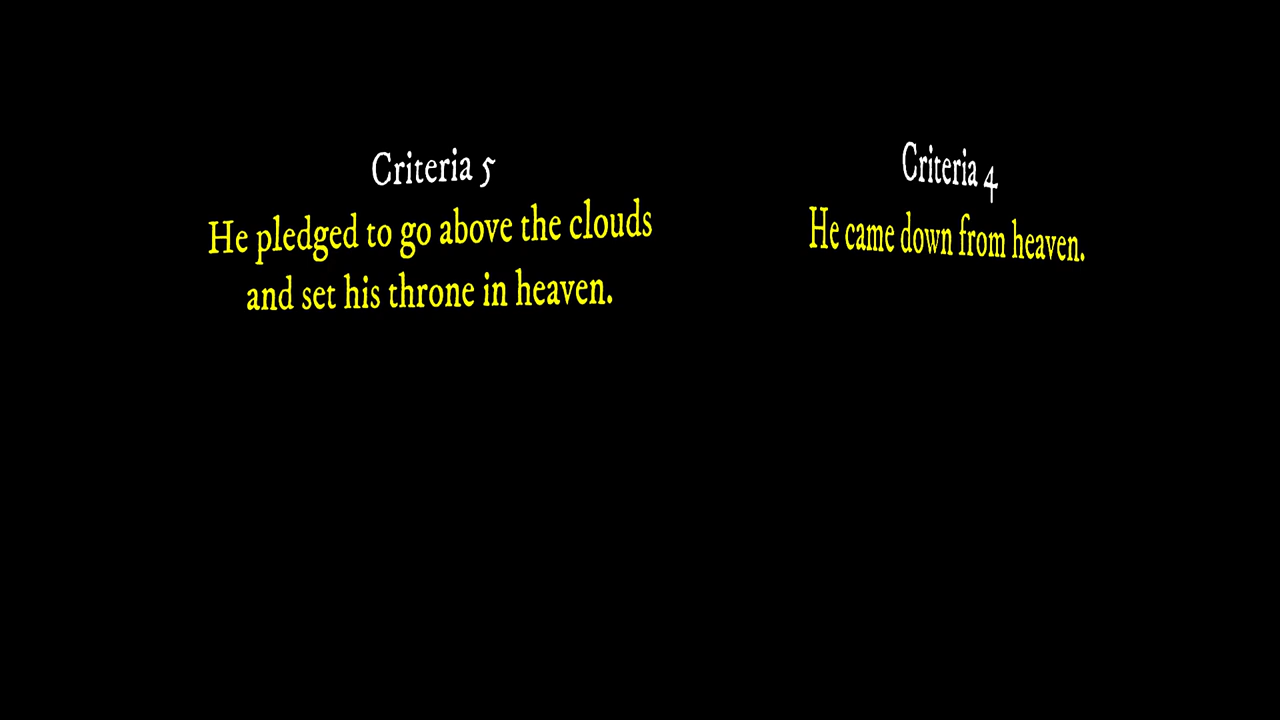 Criteria 5
He pledged to go above the clouds
and set his throne in heaven.
Criteria 4
He came down from heaven.